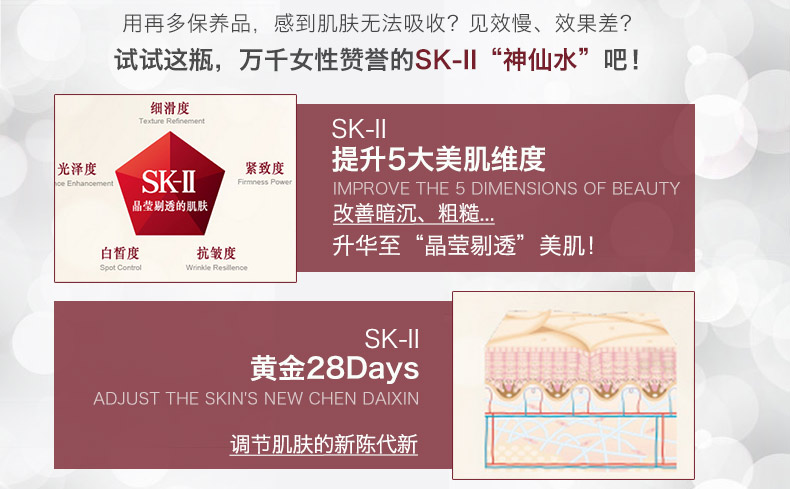 用再多保养品，感到肌肤无法吸收？见效慢、效果差？
试试这瓶，万千女性赞誉的SK-II“神仙水”吧！
细滑度
Texture Refinement
光泽度
nce Enhancement
紧致度
Firmness Power
SK-II
晶莹剔透的肌肤
白皙度
Spot Control
抗皱度
Wrinkle Resilience
SK-II
提升5大美肌维度
IMPROVE THE 5 DIMENSIONS OF BEAUTY
改善暗沉、粗糙...
升华至“晶莹剔透”美肌！
SK-II
黄金28Days
ADJUST THE SKIN'S NEW CHEN DAIXIN
调节肌肤的新陈代新